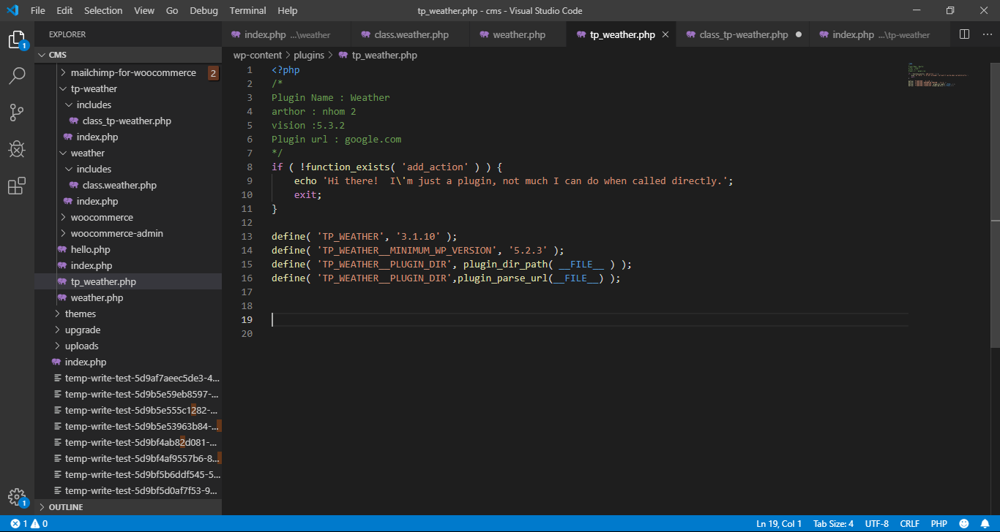 File Edit Selection View Go Debug Terminal Help
tp_weather.php - cms - Visual Studio Code
EXPLORER
index.php ...\weather
class.weather.php
weather.php
tp_weather.php
class_tp-weather.php
index.php ...\tp-weather
1
CMS
wp-content > plugins > tp_weather.php
mailchimp-for-woocommerce 2
tp-weather
includes
class_tp-weather.php
index.php
weather
includes
class.weather.php
index.php
woocommerce
woocommerce-admin
hello.php
index.php
tp_weather.php
weather.php
themes
upgrade
uploads
index.php
temp-write-test-5d9af7aeec5de3-4...
temp-write-test-5d9b5e59eb8597-...
temp-write-test-5d9b5e555c1282-...
temp-write-test-5d9b5e53963b84-...
temp-write-test-5d9bf4ab82d081-...
temp-write-test-5d9bf4af9557b6-8...
temp-write-test-5d9bf5b6ddf545-5...
temp-write-test-5d9bf5d0af7f53-9...
OUTLINE
1 <?php
2 /*
3 Plugin Name : Weather
4 arthor : nhom 2
5 vision :5.3.2
6 Plugin url : google.com
7 */
8 if ( !function_exists( 'add_action' ) ) {
9     echo 'Hi there!  I\'m just a plugin, not much I can do when called directly.';
10     exit;
11 }
12
13 define( 'TP_WEATHER', '3.1.10' );
14 define( 'TP_WEATHER__MINIMUM_WP_VERSION', '5.2.3' );
15 define( 'TP_WEATHER__PLUGIN_DIR', plugin_dir_path( __FILE__ ) );
16 define( 'TP_WEATHER__PLUGIN_DIR',plugin_parse_url(__FILE__) );
17
18
19
20
1
1 0
Ln 19, Col 1 Tab Size: 4 UTF-8 CRLF PHP